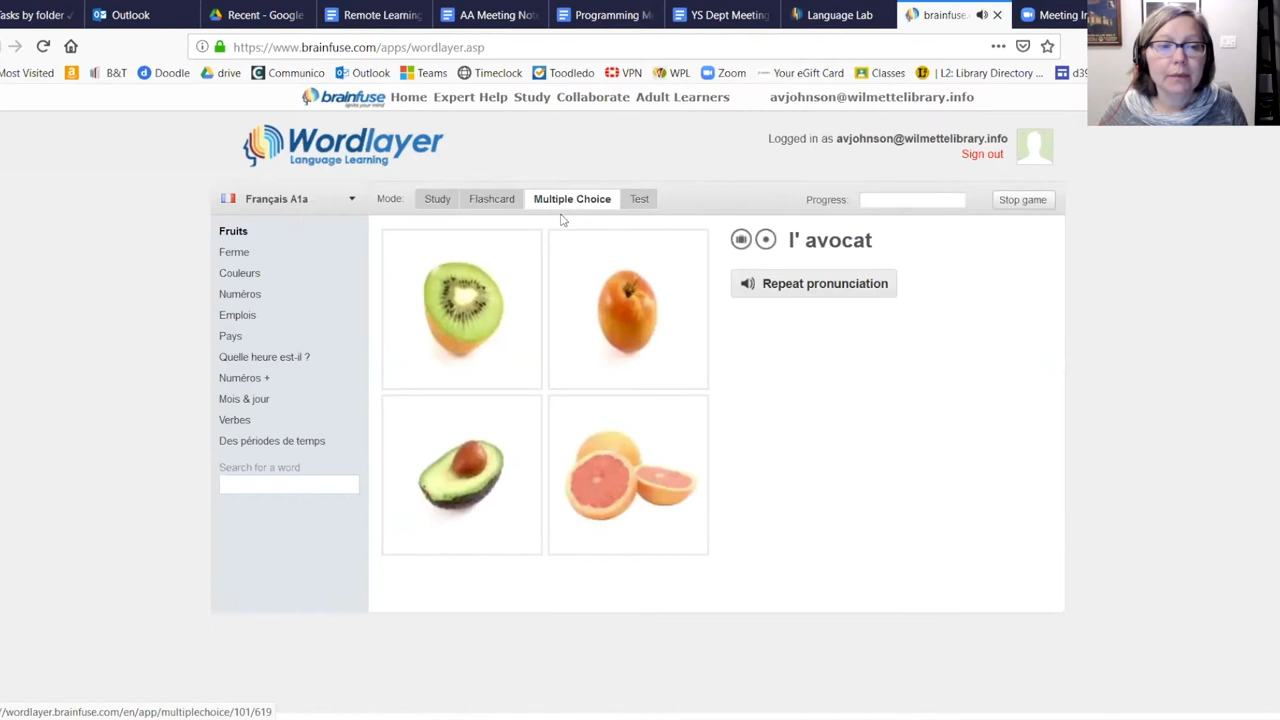 Tasks by folder
Outlook
Recent - Google
Remote Learning
AA Meeting Note
Programming M
YS Dept Meeting
Language Lab
brainfuse.
Meeting In
https://www.brainfuse.com/apps/wordlayer.asp
Most Visited
B&T
Doodle
drive
Communico
Outlook
Teams
Timeclock
Toodledo
VPN
WPL
Zoom
Your eGift Card
Classes
L2: Library Directory ...
d39
brainfuse
Home Expert Help Study Collaborate Adult Learners
avjohnson@wilmettelibrary.info
Wordlayer
Language Learning
Logged in as avjohnson@wilmettelibrary.info
Sign out
Français A1a
Mode: Study Flashcard Multiple Choice Test
Progress:
Stop game
Fruits
Ferme
Couleurs
Numéros
Emplois
Pays
Quelle heure est-il ?
Numéros +
Mois & jour
Verbes
Des périodes de temps
Search for a word
l' avocat
Repeat pronunciation
//wordlayer.brainfuse.com/en/app/multiplechoice/101/619